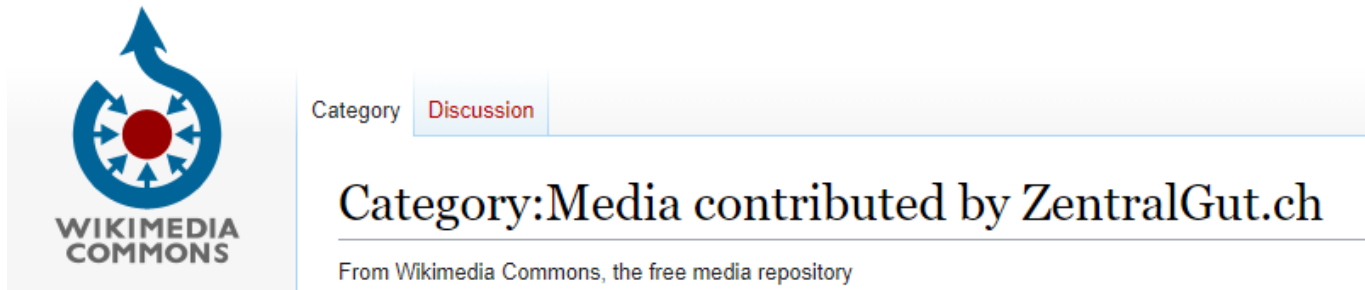 WIKIMEDIA
COMMONS
Category Discussion
Category:Media contributed by ZentralGut.ch
From Wikimedia Commons, the free media repository